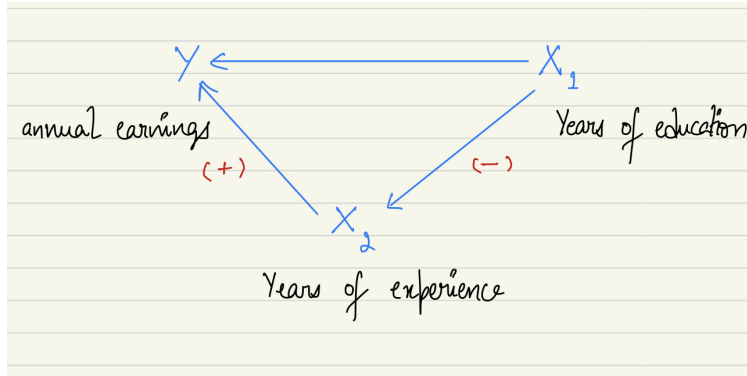 Y X₁
annual earnings Years of education
(+) (-)
X₂
Years of experience